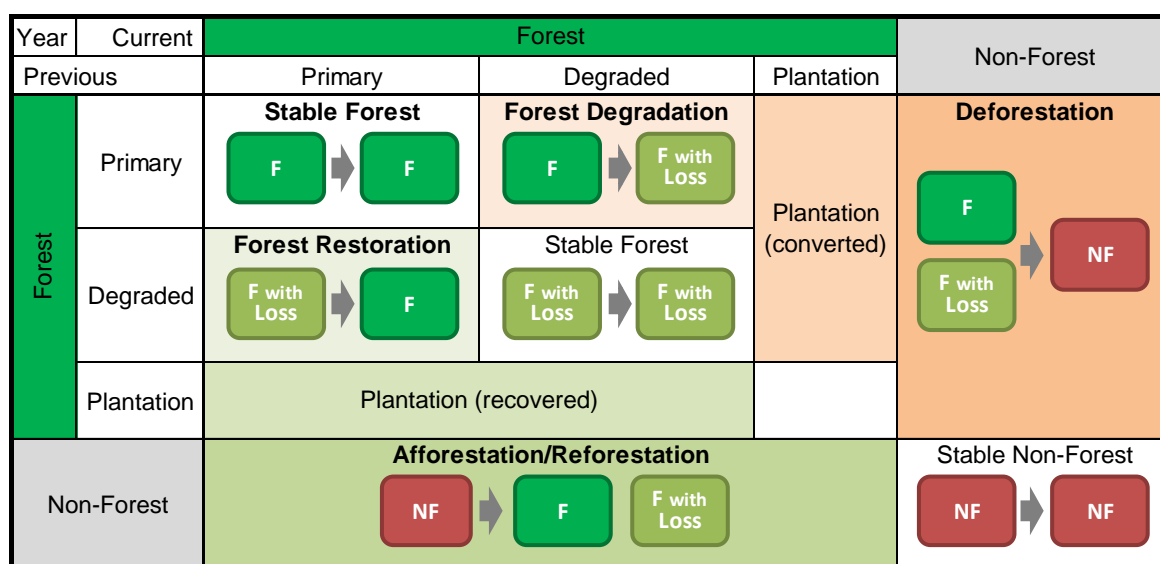 Year Current Forest Non-Forest
Previous Primary Degraded Plantation
Forest
Primary
Stable Forest
F F
Forest Degradation
F F with
Loss
Plantation
(converted)
Deforestation
F
F with
Loss
NF
Degraded
Forest Restoration
F with
Loss
F
Stable Forest
F with
Loss
F with
Loss
Plantation
Plantation (recovered)
Non-Forest
Afforestation/Reforestation
NF F F with
Loss
Stable Non-Forest
NF NF